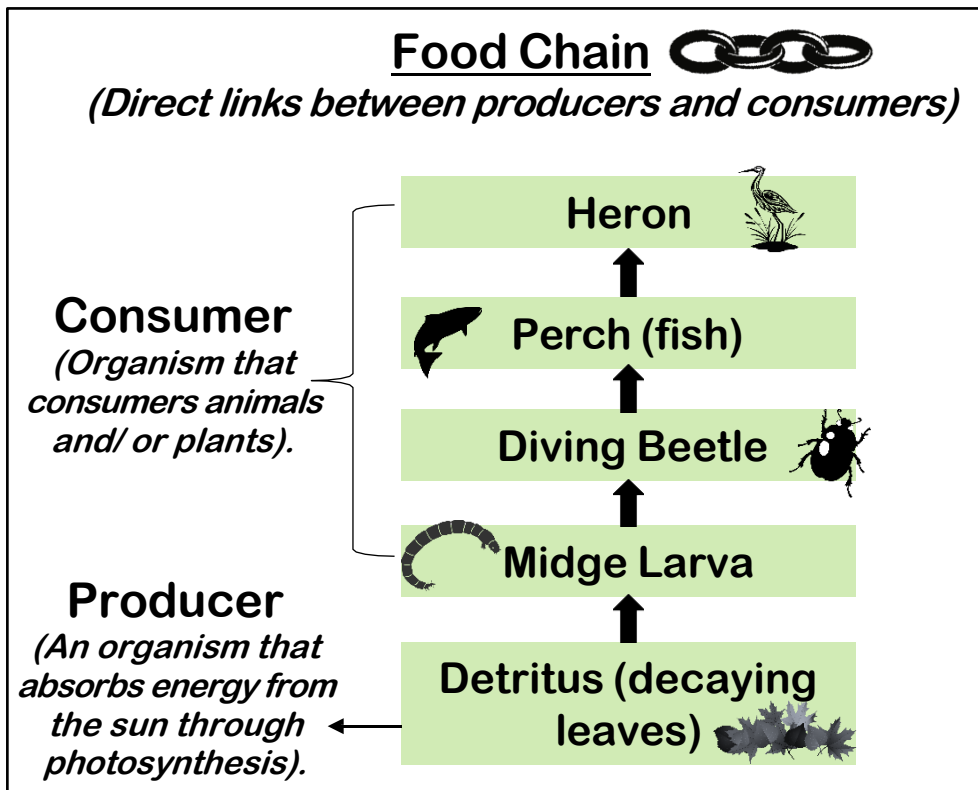 Food Chain
(Direct links between producers and consumers)
Heron
Consumer
(Organism that
consumers animals
and/ or plants).
Perch (fish)
Diving Beetle
Midge Larva
Producer
(An organism that
absorbs energy from
the sun through
photosynthesis).
Detritus (decaying
leaves)